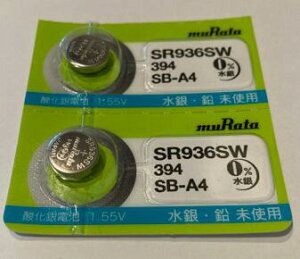 muRata
SR936SW
394
SB-A4
0%
水銀
酸化銀電池 1.55V
水銀・鉛 未使用
muRata
SR936SW
394
SB-A4
0%
水銀
酸化銀電池 1.55V
水銀・鉛 未使用